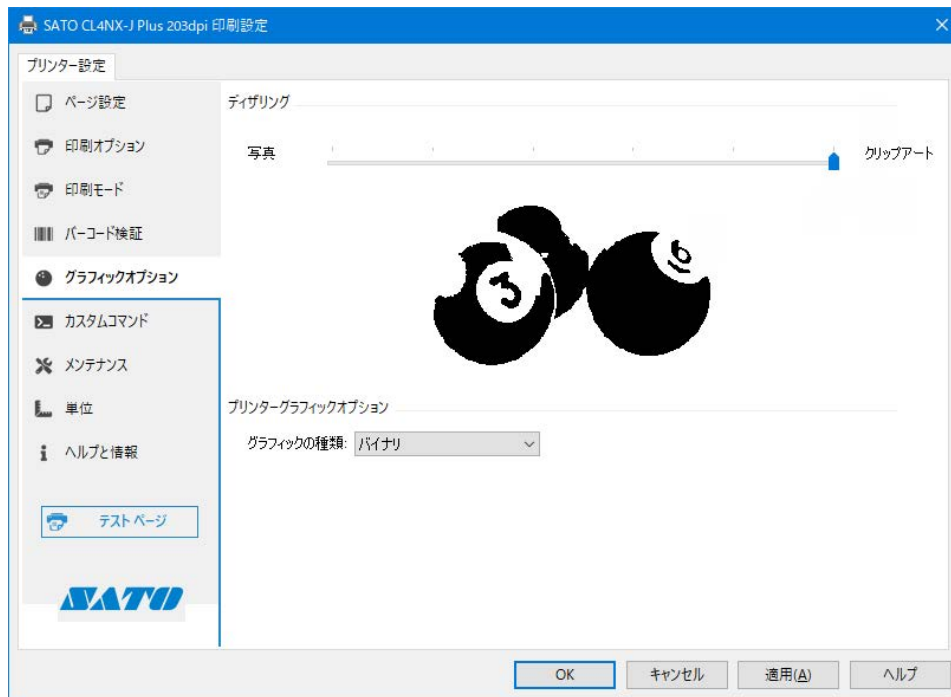 SATO CL4NX-J Plus 203dpi 印刷設定
プリンター設定
ページ設定
印刷オプション
印刷モード
バーコード検証
グラフィックオプション
カスタムコマンド
メンテナンス
単位
ヘルプと情報
テスト ページ
SATO
ディザリング
写真
クリップアート
3
16
プリンターグラフィックオプション
グラフィックの種類: バイナリ
OK
キャンセル
適用(A)
ヘルプ